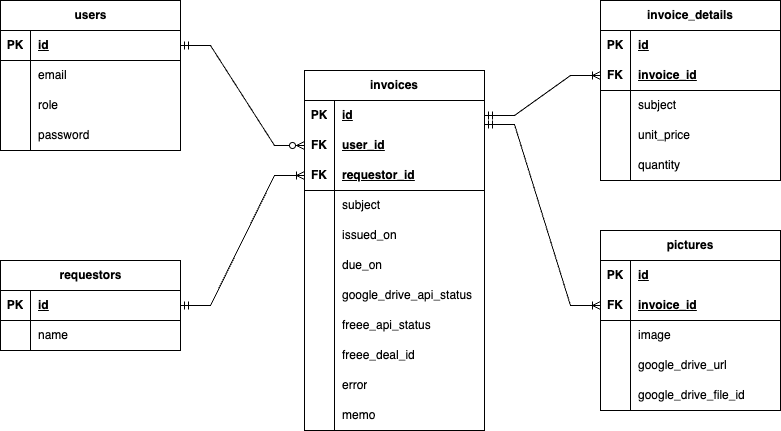 users
PK id
email
role
password
requestors
PK id
name
invoices
PK id
FK user_id
FK requestor_id
subject
issued_on
due_on
google_drive_api_status
freee_api_status
freee_deal_id
error
memo
invoice_details
PK id
FK invoice_id
subject
unit_price
quantity
pictures
PK id
FK invoice_id
image
google_drive_url
google_drive_file_id